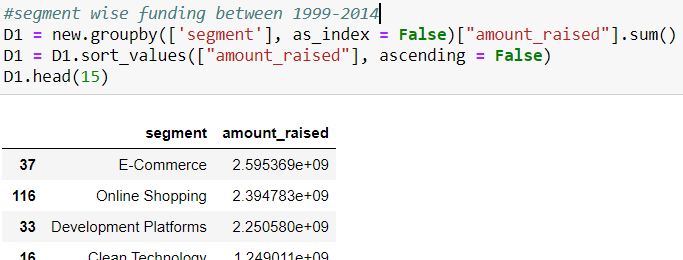 #segment wise funding between 1999-2014
D1 = new.groupby(['segment'], as_index = False)["amount_raised"].sum()
D1 = D1.sort_values(["amount_raised"], ascending = False)
D1.head(15)
segment amount_raised
37 E-Commerce 2.595369e+09
116 Online Shopping 2.394783e+09
33 Development Platforms 2.250580e+09
16 Clean Technology 1.249011e+09